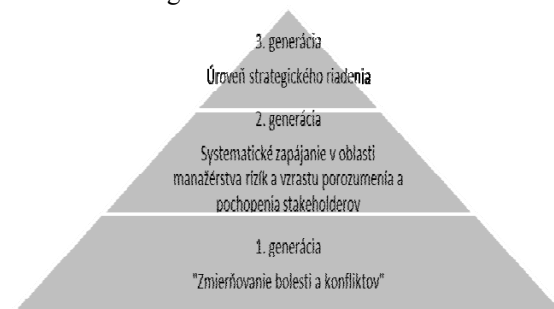 3. generácia
Úroveň strategického riadenia
2. generácia
Systematické zapájanie v oblasti
manažérstva rizík a vzrastu porozumenia a
pochopenia stakeholderov
1. generácia
"Zmierňovanie bolesti a konfliktov"